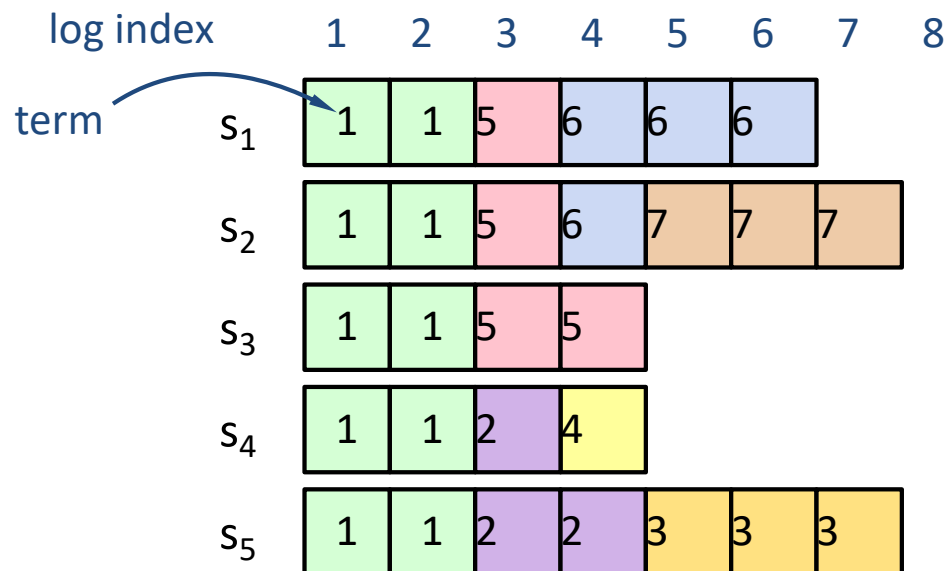 log index 1 2 3 4 5 6 7 8
term
s1 1 1 5 6 6 6
s2 1 1 5 6 7 7 7
s3 1 1 5 5
s4 1 1 2 4
s5 1 1 2 2 3 3 3